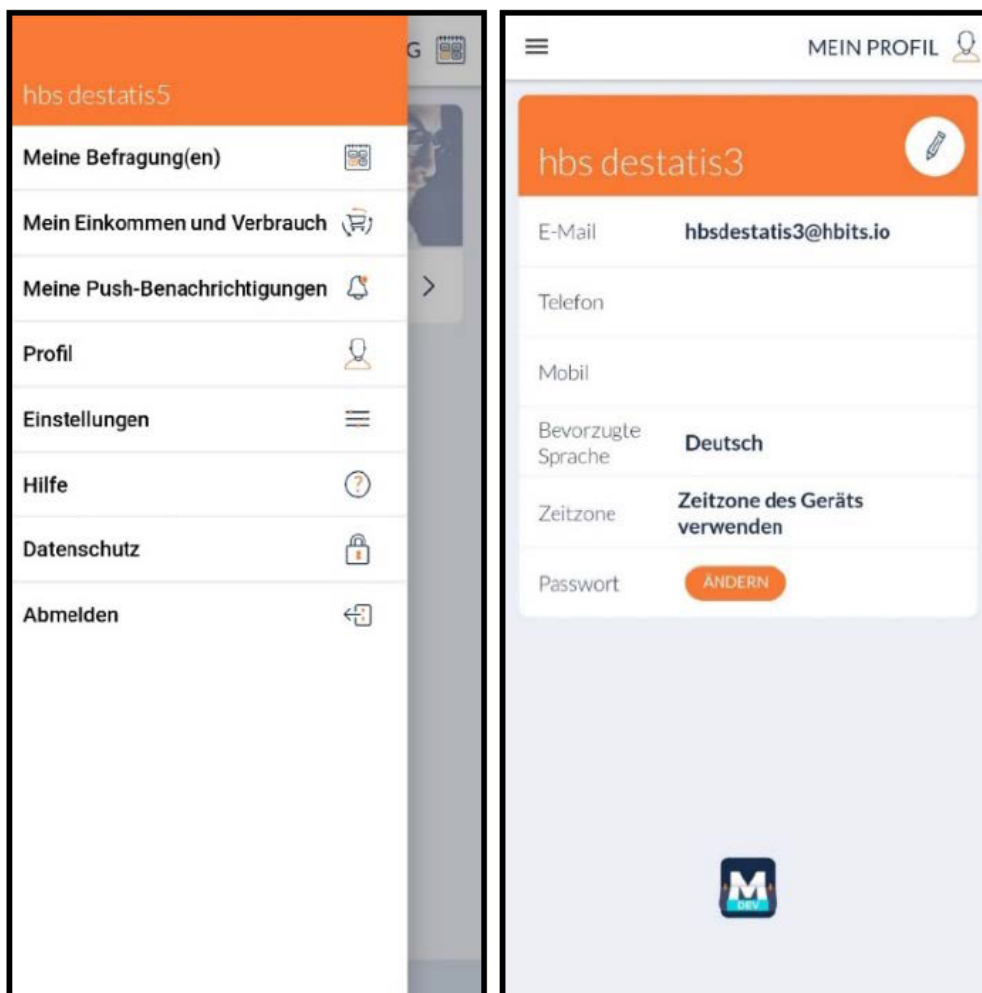 hbs destatis5
G
Meine Befragung(en)
Mein Einkommen und Verbrauch
Meine Push-Benachrichtigungen
Profil
Einstellungen
Hilfe
Datenschutz
Abmelden
MEIN PROFIL
hbs destatis3
E-Mail hbsdestatis3@hbits.io
Telefon
Mobil
Bevorzugte
Sprache
Deutsch
Zeitzone
Zeitzone des Geräts
verwenden
Passwort ÄNDERN
M
DEV